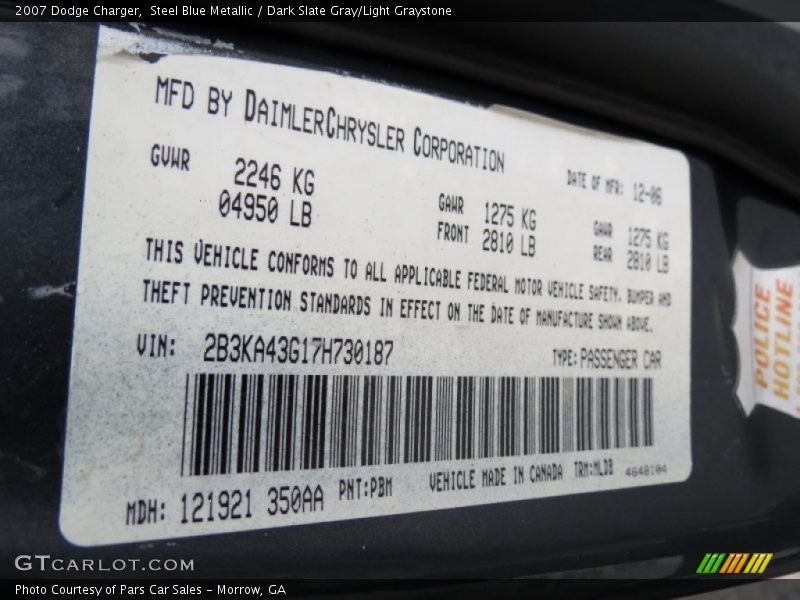 2007 Dodge Charger, Steel Blue Metallic / Dark Slate Gray/Light Graystone
MFD BY DAIMLERCHRYSLER CORPORATION
DATE OF MFR: 12-06
GVWR 2246 KG
04950 LB
GAWR 1275 KG
FRONT 2810 LB
GAWR 1275 KG
REAR 2810 LB
THIS VEHICLE CONFORMS TO ALL APPLICABLE FEDERAL MOTOR VEHICLE SAFETY, BUMPER AND
THEFT PREVENTION STANDARDS IN EFFECT ON THE DATE OF MANUFACTURE SHOWN ABOVE.
VIN: 2B3KA43G17H730187
TYPE: PASSENGER CAR
MDH: 121921 350AA PNT:PBM
VEHICLE MADE IN CANADA TRM:MLDB 4648104
POLICE
HOTLINE
GTCARLOT.COM
Photo Courtesy of Pars Car Sales - Morrow, GA